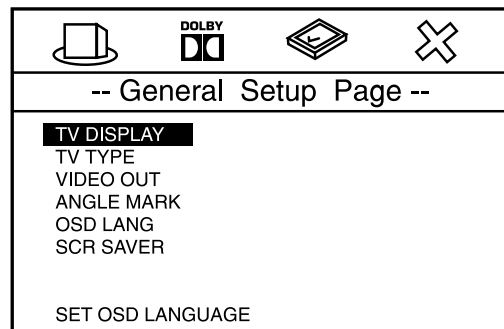 DOLBY
-- General Setup Page --
TV DISPLAY
TV TYPE
VIDEO OUT
ANGLE MARK
OSD LANG
SCR SAVER
SET OSD LANGUAGE